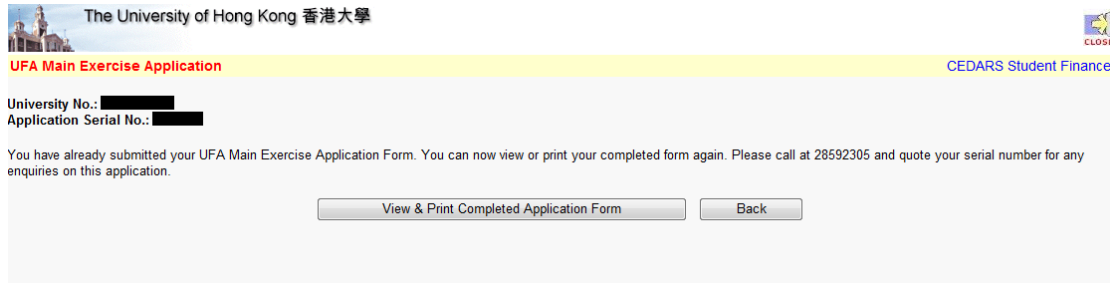 The University of Hong Kong 香港大學
CLOSE
UFA Main Exercise Application
CEDARS Student Finance
University No.:
Application Serial No.:
You have already submitted your UFA Main Exercise Application Form. You can now view or print your completed form again. Please call at 28592305 and quote your serial number for any
enquiries on this application.
View & Print Completed Application Form
Back